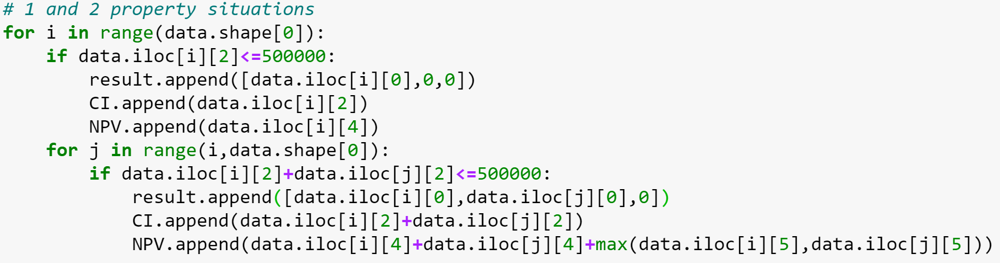 # 1 and 2 property situations
for i in range(data.shape[0]):
    if data.iloc[i][2]<=500000:
        result.append([data.iloc[i][0],0,0])
        CI.append(data.iloc[i][2])
        NPV.append(data.iloc[i][4])
    for j in range(i,data.shape[0]):
        if data.iloc[i][2]+data.iloc[j][2]<=500000:
            result.append([data.iloc[i][0],data.iloc[j][0],0])
            CI.append(data.iloc[i][2]+data.iloc[j][2])
            NPV.append(data.iloc[i][4]+data.iloc[j][4]+max(data.iloc[i][5],data.iloc[j][5]))